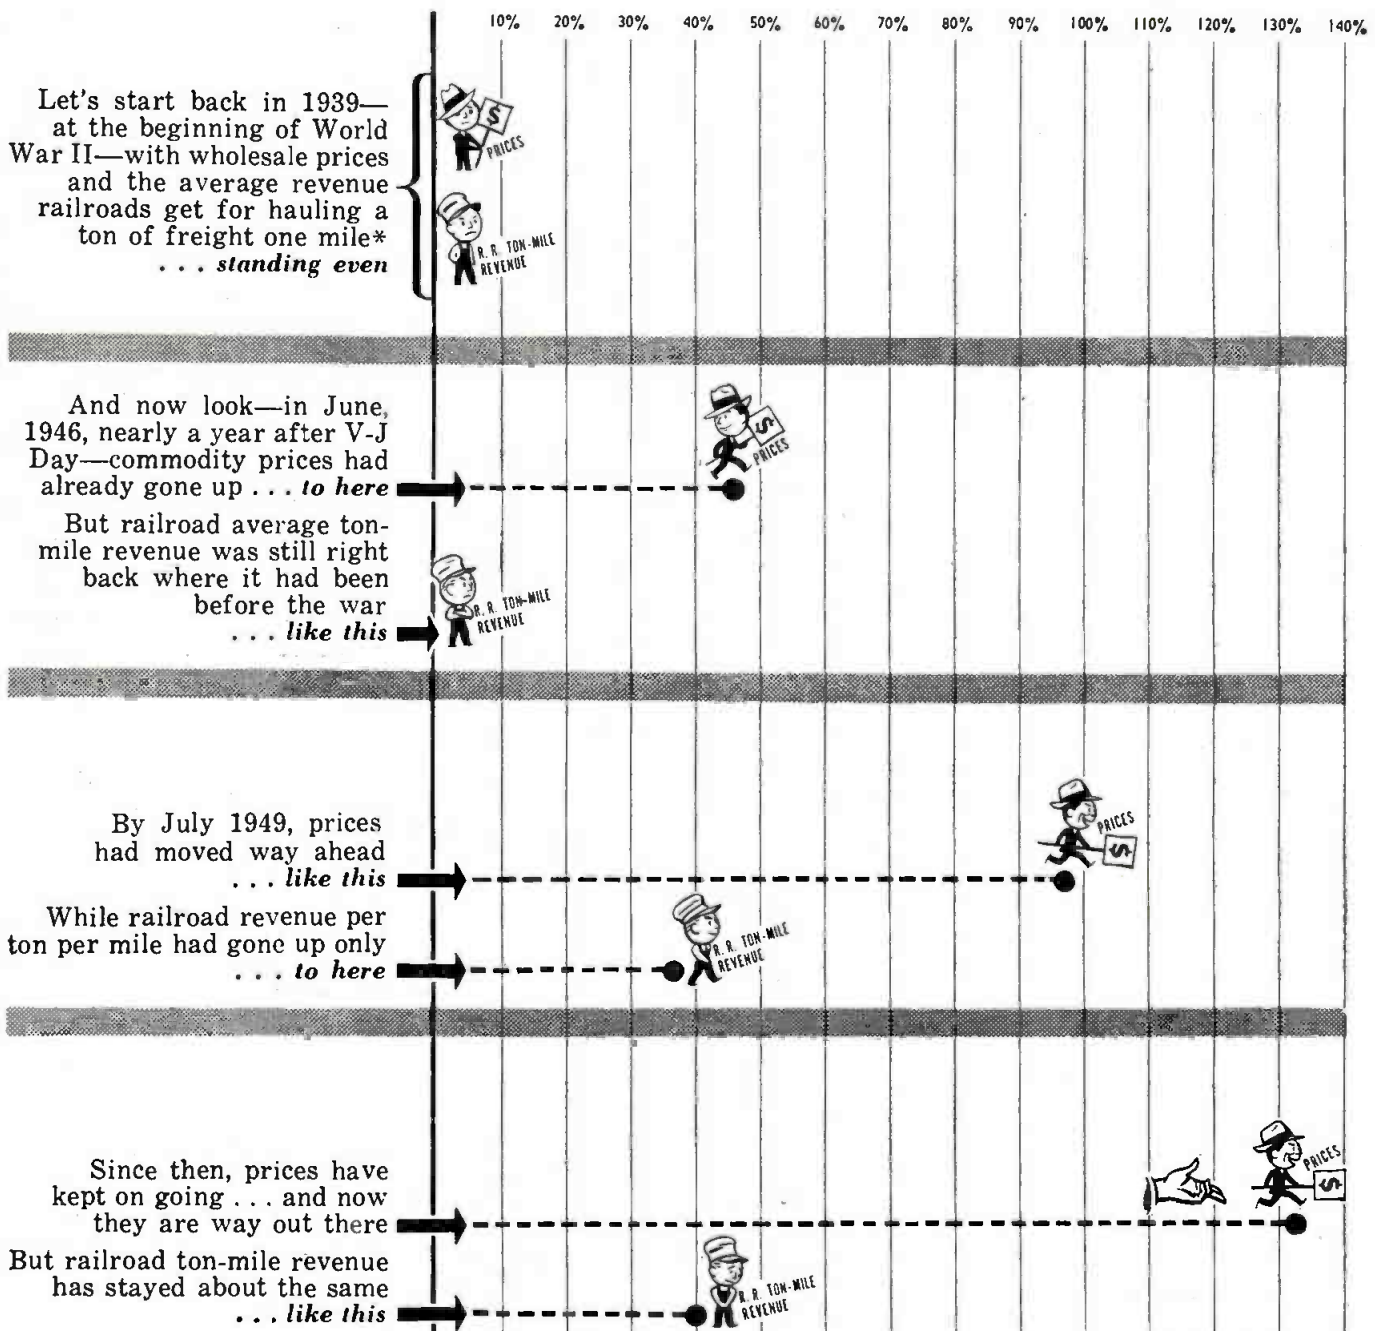 10% 20% 30% 40% 50% 60% 70% 80% 90% 100% 110% 120% 130% 140%
Let's start back in 1939—
at the beginning of World
War II—with wholesale prices
and the average revenue
railroads get for hauling a
ton of freight one mile*
. . . standing even
$
PRICES
R. R. TON-MILE
REVENUE
And now look—in June,
1946, nearly a year after V-J
Day—commodity prices had
already gone up . . . to here
$
PRICES
But railroad average ton-
mile revenue was still right
back where it had been
before the war
. . . like this
R. R. TON-MILE
REVENUE
By July 1949, prices
had moved way ahead
. . . like this
PRICES
$
While railroad revenue per
ton per mile had gone up only
. . . to here
R. R. TON-MILE
REVENUE
Since then, prices have
kept on going . . . and now
they are way out there
PRICES
$
But railroad ton-mile revenue
has stayed about the same
. . . like this
R. R. TON-MILE
REVENUE